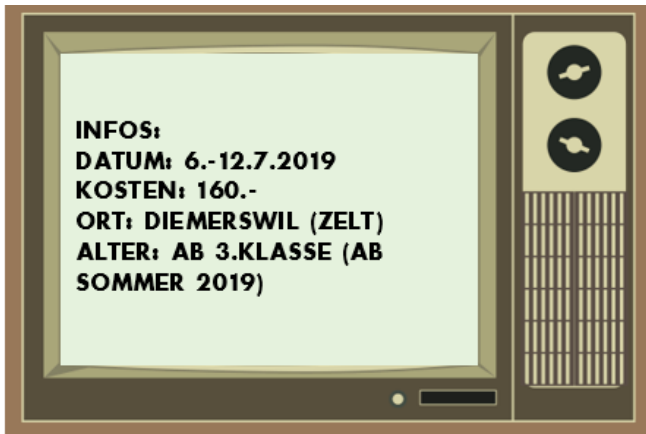 INFOS:
DATUM: 6.-12.7.2019
KOSTEN: 160.-
ORT: DIEMERSWIL (ZELT)
ALTER: AB 3.KLASSE (AB
SOMMER 2019)